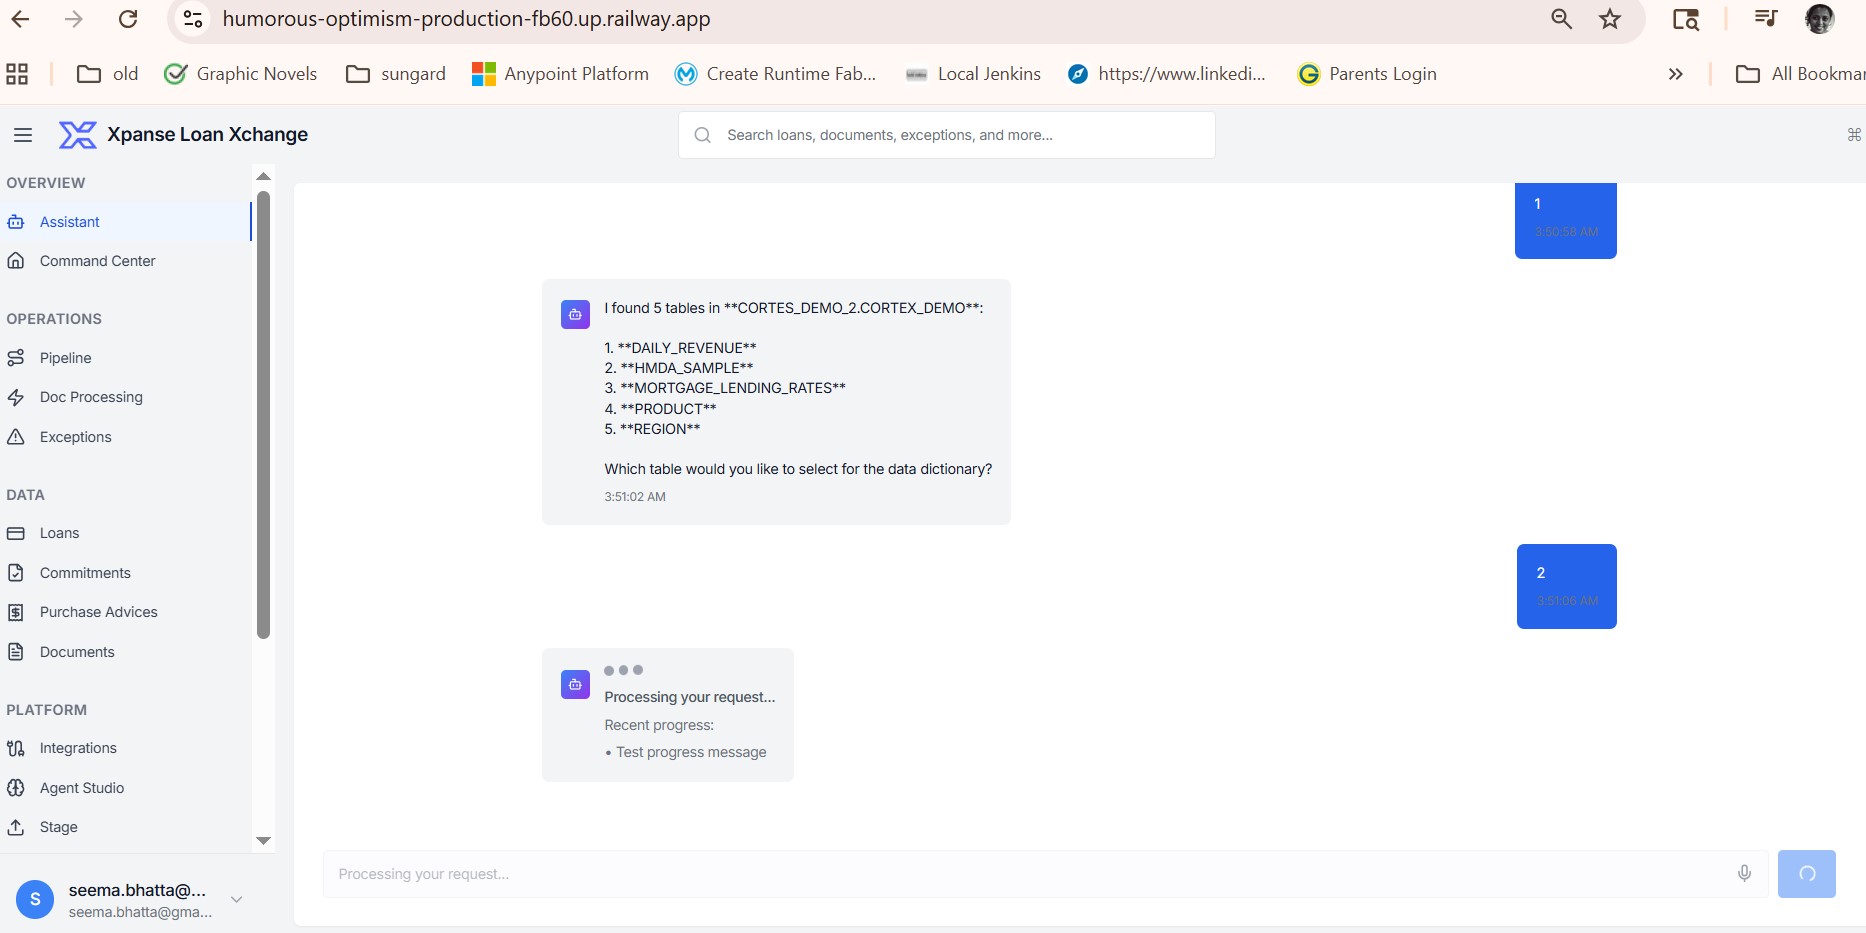 humorous-optimism-production-fb60.up.railway.app
old
Graphic Novels
sungard
Anypoint Platform
Create Runtime Fab...
Local Jenkins
https://www.linkedi...
Parents Login
All Bookmar
Xpanse Loan Xchange
Search loans, documents, exceptions, and more...
⌘
OVERVIEW
Assistant
Command Center
OPERATIONS
Pipeline
Doc Processing
Exceptions
DATA
Loans
Commitments
Purchase Advices
Documents
PLATFORM
Integrations
Agent Studio
Stage
S
seema.bhatta@...
seema.bhatta@gma...
1
3:50:58 AM
I found 5 tables in **CORTES_DEMO_2.CORTEX_DEMO**:
1. **DAILY_REVENUE**
2. **HMDA_SAMPLE**
3. **MORTGAGE_LENDING_RATES**
4. **PRODUCT**
5. **REGION**
Which table would you like to select for the data dictionary?
3:51:02 AM
2
3:51:06 AM
Processing your request...
Recent progress:
• Test progress message
Processing your request...